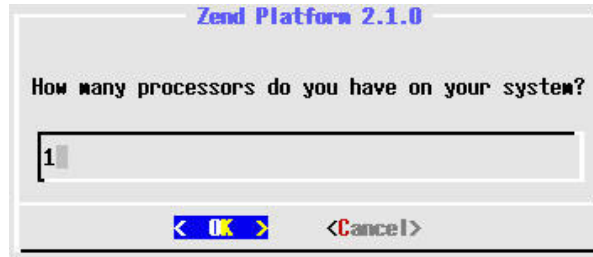 Zend Platform 2.1.0
How many processors do you have on your system?
1
< OK > <Cancel>